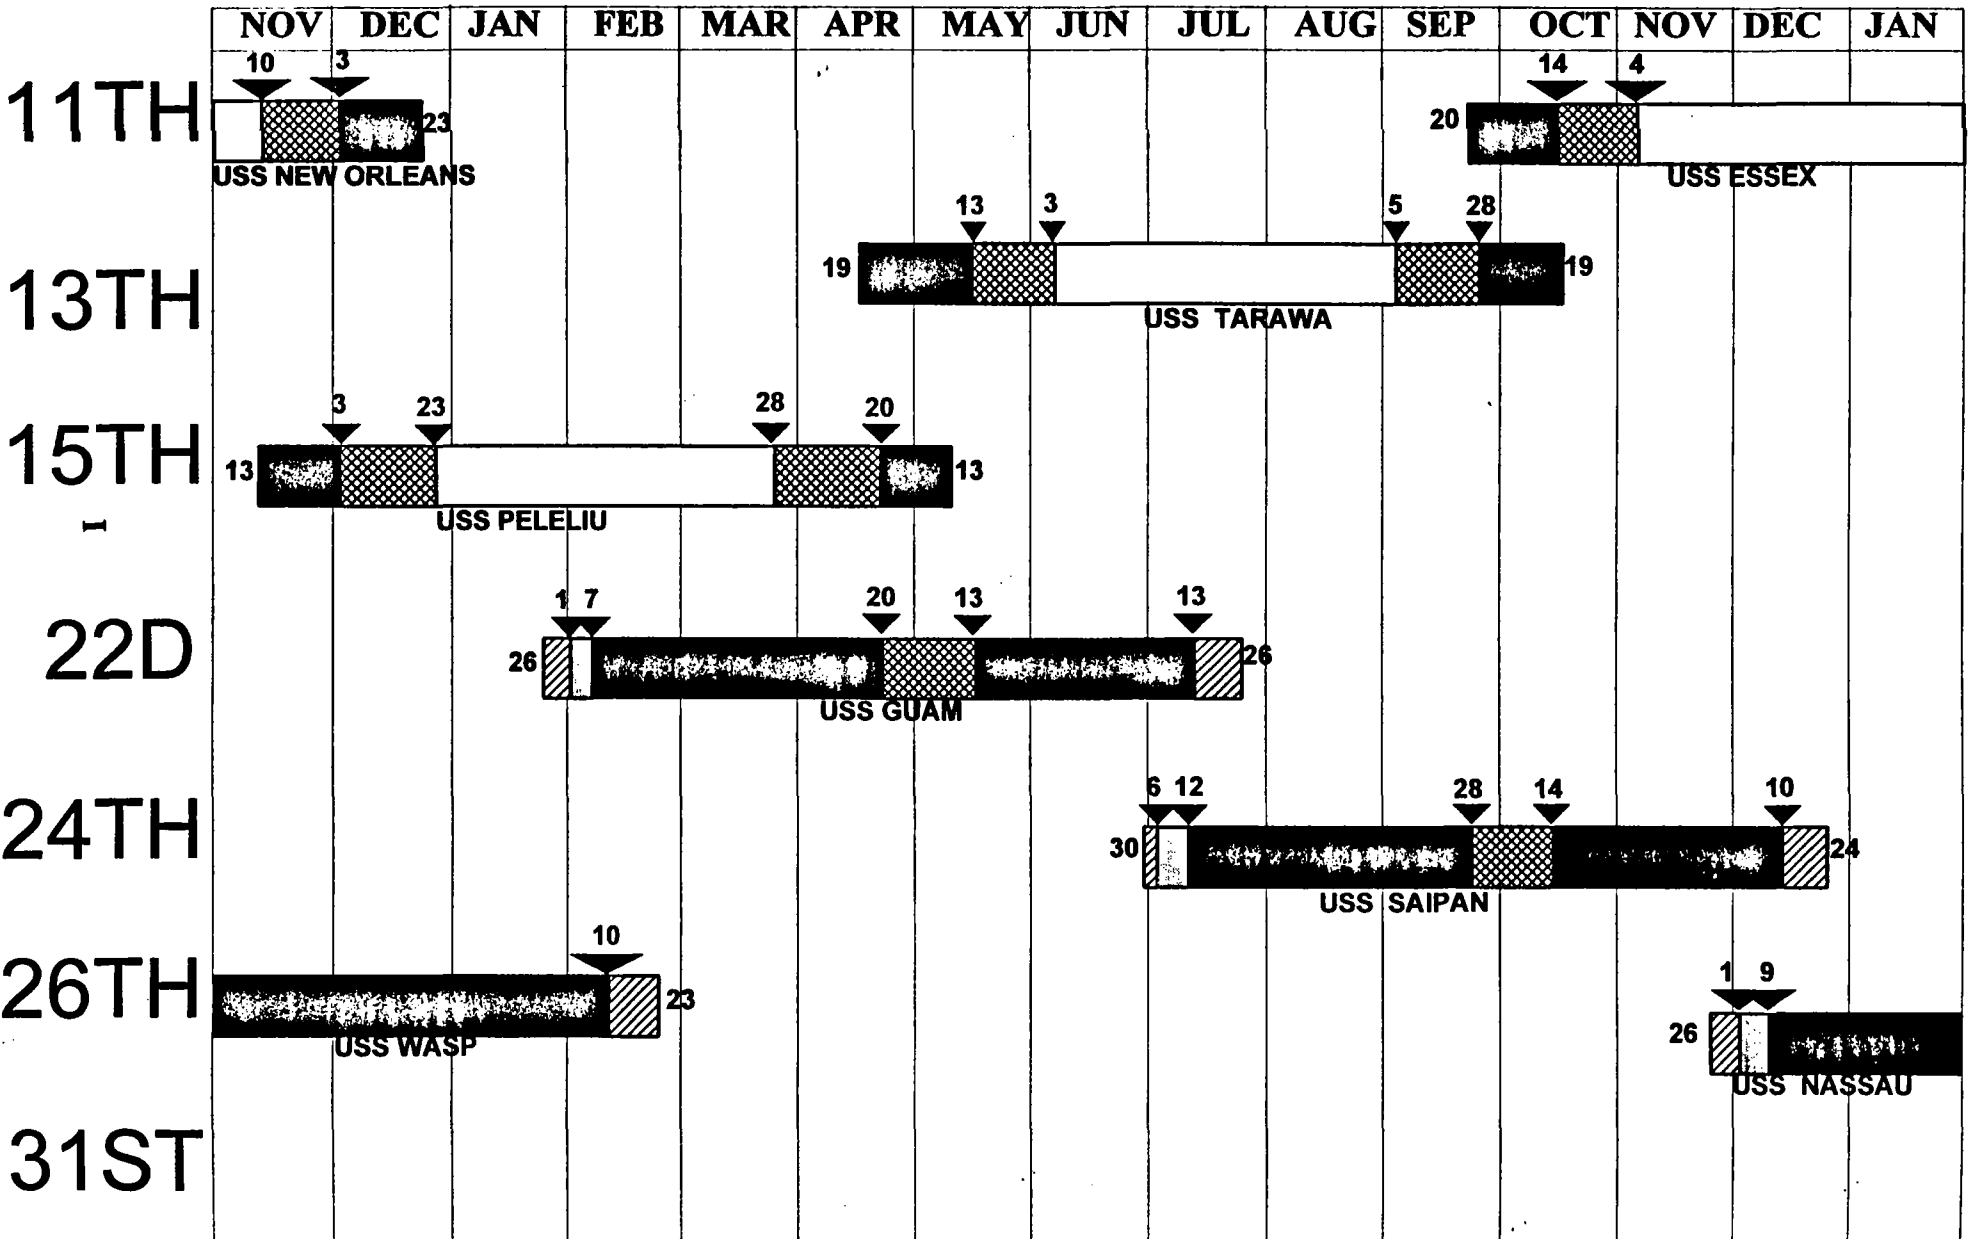 NOV DEC JAN FEB MAR APR MAY JUN JUL AUG SEP OCT NOV DEC JAN
10 3 14 4
11TH 23 20
USS NEW ORLEANS USS ESSEX
13 3 5 28
13TH 19 19
USS TARAWA
3 23 28 20
15TH 13 13
USS PELELIU
I
1 7 20 13 13
22D 26 26
USS GUAM
6 12 28 14 10
24TH 30 24
USS SAIPAN
10 1 9
26TH 23 26
USS WASP USS NASSAU
31ST